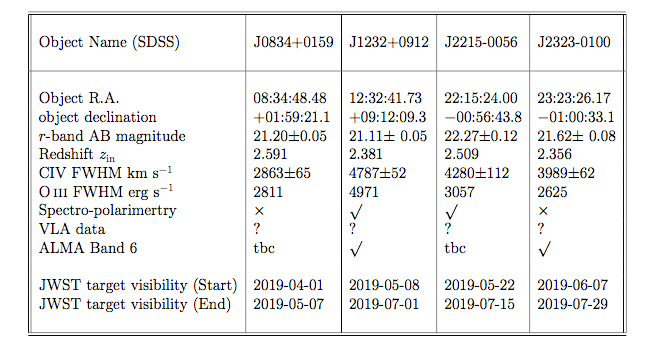 Object Name (SDSS) J0834+0159 J1232+0912 J2215-0056 J2323-0100
Object R.A. 08:34:48.48 12:32:41.73 22:15:24.00 23:23:26.17
object declination +01:59:21.1 +09:12:09.3 −00:56:43.8 −01:00:33.1
r-band AB magnitude 21.20±0.05 21.11± 0.05 22.27±0.12 21.62± 0.08
Redshift zin 2.591 2.381 2.509 2.356
CIV FWHM km s−1 2863±65 4787±52 4280±112 3989±62
O III FWHM erg s−1 2811 4971 3057 2625
Spectro-polarimertry × √ √ ×
VLA data ? ? ? ?
ALMA Band 6 tbc √ tbc √
JWST target visibility (Start) 2019-04-01 2019-05-08 2019-05-22 2019-06-07
JWST target visibility (End) 2019-05-07 2019-07-01 2019-07-15 2019-07-29